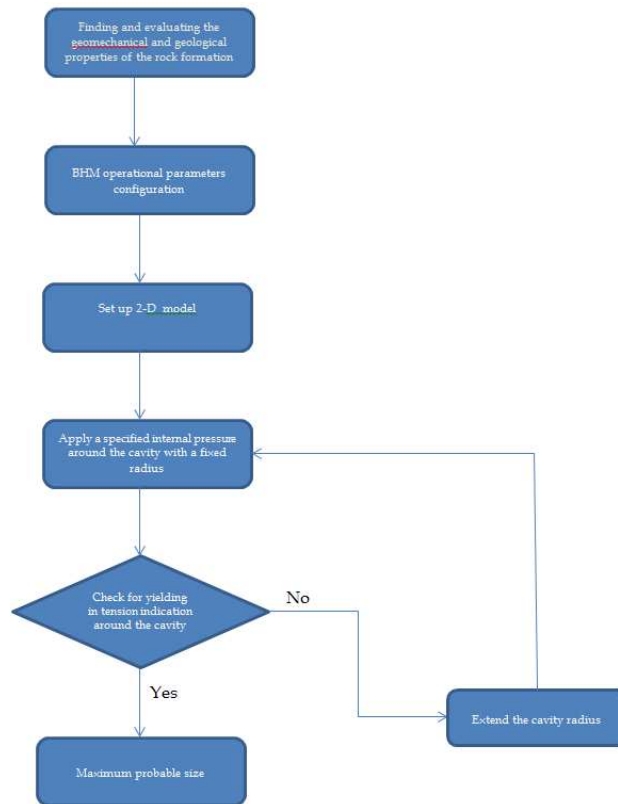 Finding and evaluating the
geomechanical and geological
properties of the rock formation
BHM operational parameters
configuration
Set up 2-D model
Apply a specified internal pressure
around the cavity with a fixed
radius
Check for yielding
in tension indication
around the cavity
No
Yes
Extend the cavity radius
Maximum probable size